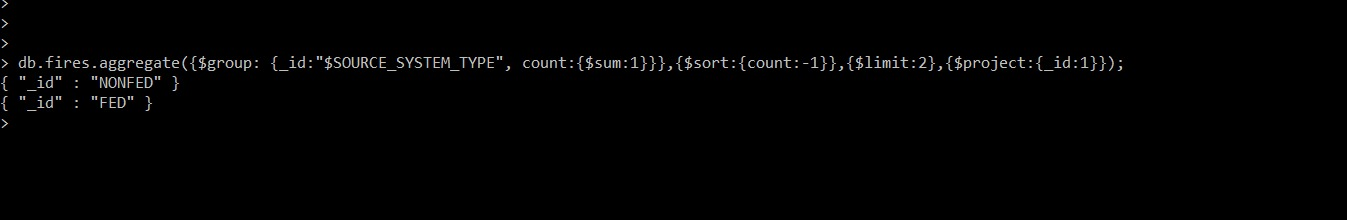 >
>
>
> db.fires.aggregate({$group: {_id:"$SOURCE_SYSTEM_TYPE", count:{$sum:1}}},{$sort:{count:-1}},{$limit:2},{$project:{_id:1}});
{ "_id" : "NONFED" }
{ "_id" : "FED" }
>